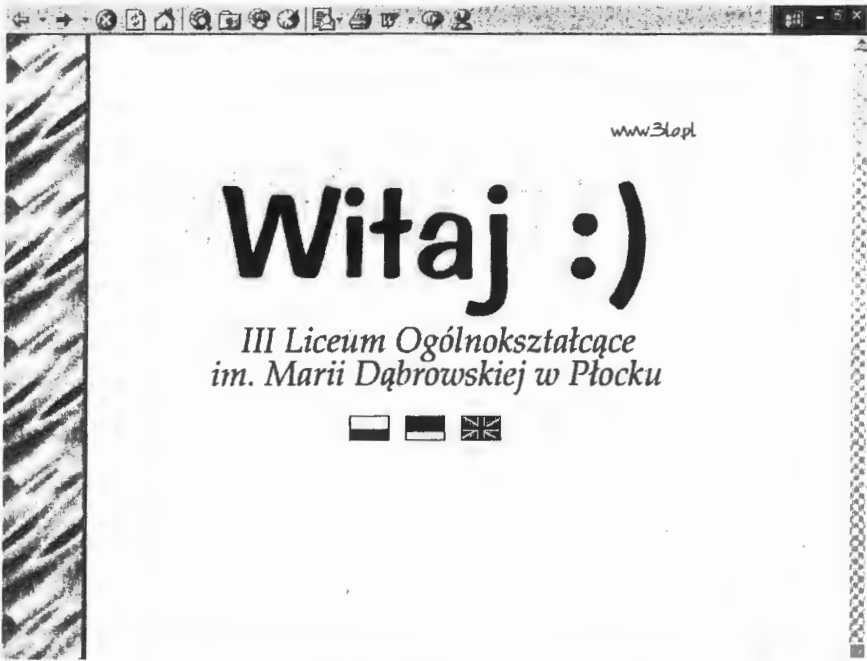 www.3lo.pl
Witaj :)
III Liceum Ogólnokształcące
im. Marii Dąbrowskiej w Płocku